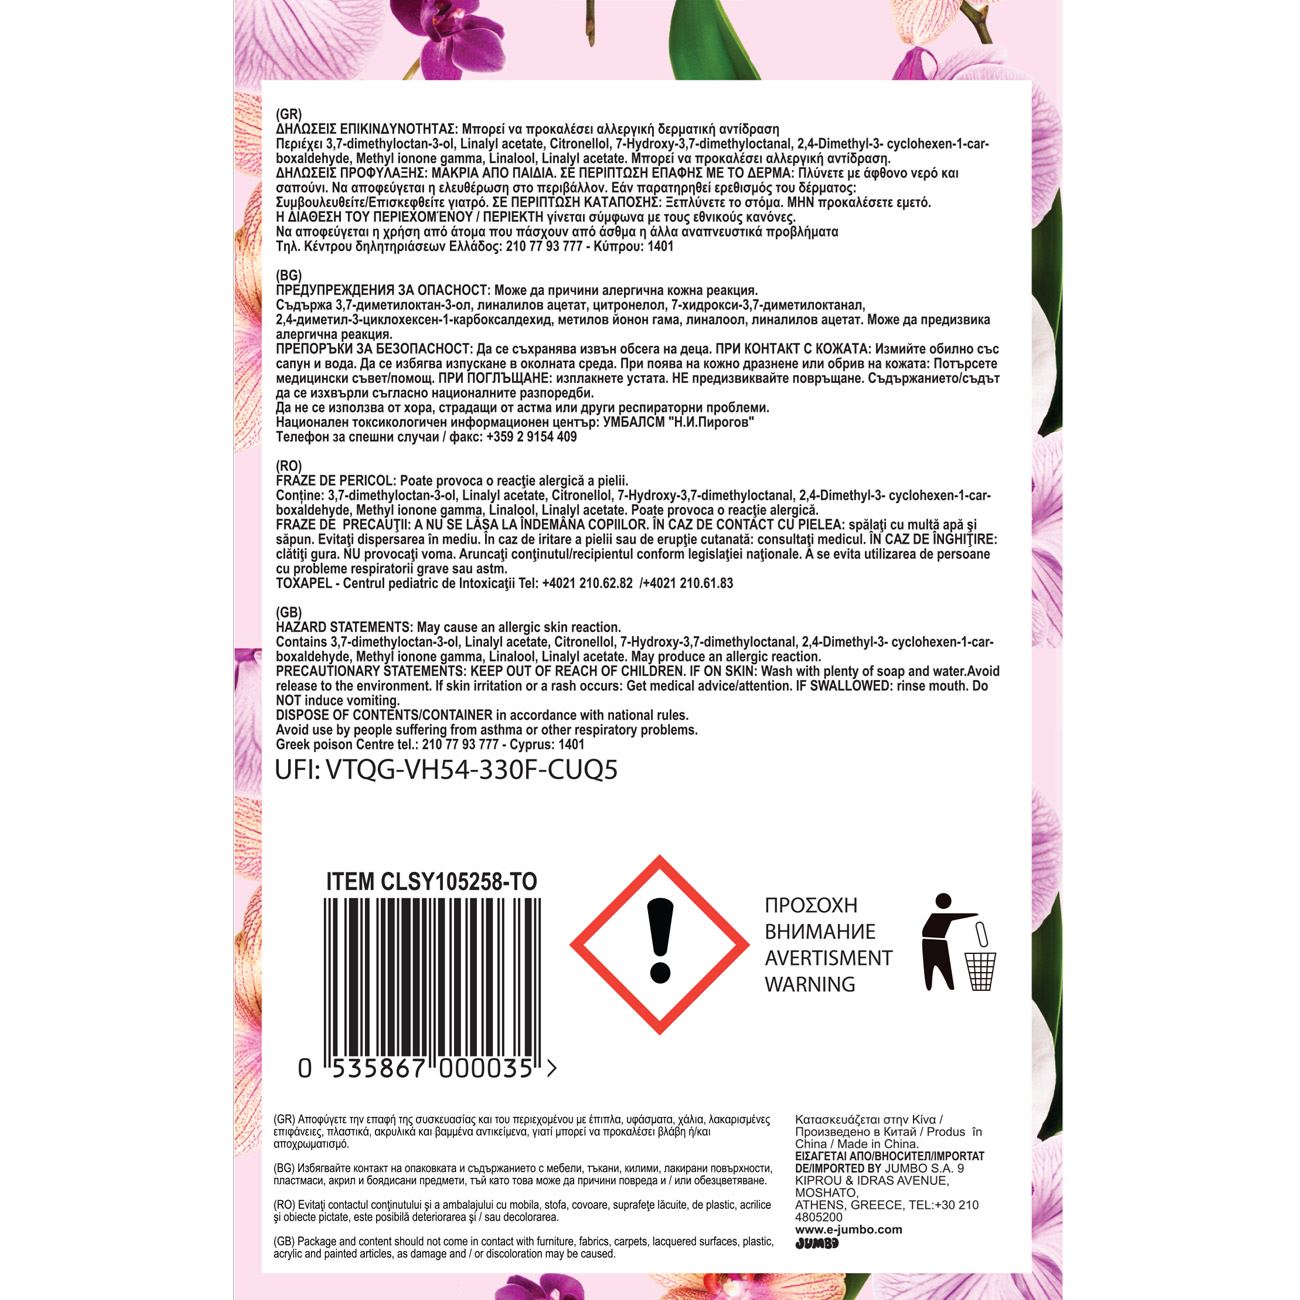 (GR)
ΔΗΛΩΣΕΙΣ ΕΠΙΚΙΝΔΥΝΟΤΗΤΑΣ: Μπορεί να προκαλέσει αλλεργική δερματική αντίδραση
Περιέχει 3,7-dimethyloctan-3-ol, Linalyl acetate, Citronellol, 7-Hydroxy-3,7-dimethyloctanal, 2,4-Dimethyl-3- cyclohexen-1-car-
boxaldehyde, Methyl ionone gamma, Linalool, Linalyl acetate. Μπορεί να προκαλέσει αλλεργική αντίδραση.
ΔΗΛΩΣΕΙΣ ΠΡΟΦΥΛΑΞΗΣ: ΜΑΚΡΙΑ ΑΠΟ ΠΑΙΔΙΑ. ΣΕ ΠΕΡΙΠΤΩΣΗ ΕΠΑΦΗΣ ΜΕ ΤΟ ΔΕΡΜΑ: Πλύνετε με άφθονο νερό και
σαπούνι. Να αποφεύγεται η ελευθέρωση στο περιβάλλον. Εάν παρατηρηθεί ερεθισμός του δέρματος:
Συμβουλευθείτε/Επισκεφθείτε γιατρό. ΣΕ ΠΕΡΙΠΤΩΣΗ ΚΑΤΑΠΟΣΗΣ: Ξεπλύνετε το στόμα. ΜΗΝ προκαλέσετε εμετό.
Η ΔΙΑΘΕΣΗ ΤΟΥ ΠΕΡΙΕΧΟΜΈΝΟΥ / ΠΕΡΙΕΚΤΗ γίνεται σύμφωνα με τους εθνικούς κανόνες.
Να αποφεύγεται η χρήση από άτομα που πάσχουν από άσθμα η άλλα αναπνευστικά προβλήματα
Τηλ. Κέντρου δηλητηριάσεων Ελλάδος: 210 77 93 777 - Κύπρου: 1401
(BG)
ПРЕДУПРЕЖДЕНИЯ ЗА ОПАСНОСТ: Може да причини алергична кожна реакция.
Съдържа 3,7-диметилоктан-3-ол, линалилов ацетат, цитронелол, 7-хидрокси-3,7-диметилоктанал,
2,4-диметил-3-циклохексен-1-карбоксалдехид, метилов йонон гама, линалоол, линалилов ацетат. Може да предизвика
алергична реакция.
ПРЕПОРЪКИ ЗА БЕЗОПАСНОСТ: Да се съхранява извън обсега на деца. ПРИ КОНТАКТ С КОЖАТА: Измийте обилно със
сапун и вода. Да се избягва изпускане в околната среда. При поява на кожно дразнене или обрив на кожата: Потърсете
медицински съвет/помощ. ПРИ ПОГЛЪЩАНЕ: изплакнете устата. НЕ предизвиквайте повръщане. Съдържанието/съдът
да се изхвърли съгласно националните разпоредби.
Да не се използва от хора, страдащи от астма или други респираторни проблеми.
Национален токсикологичен информационен център: УМБАЛСМ "Н.И.Пирогов"
Телефон за спешни случаи / факс: +359 2 9154 409
(RO)
FRAZE DE PERICOL: Poate provoca o reacţie alergică a pielii.
Conţine: 3,7-dimethyloctan-3-ol, Linalyl acetate, Citronellol, 7-Hydroxy-3,7-dimethyloctanal, 2,4-Dimethyl-3- cyclohexen-1-car-
boxaldehyde, Methyl ionone gamma, Linalool, Linalyl acetate. Poate provoca o reacţie alergică.
FRAZE DE PRECAUŢII: A NU SE LĂSA LA ÎNDEMÂNA COPIILOR. ÎN CAZ DE CONTACT CU PIELEA: spălaţi cu multă apă şi
săpun. Evitaţi dispersarea în mediu. În caz de iritare a pielii sau de erupţie cutanată: consultaţi medicul. ÎN CAZ DE ÎNGHIŢIRE:
clătiţi gura. NU provocaţi voma. Aruncaţi conţinutul/recipientul conform legislaţiei naţionale. A se evita utilizarea de persoane
cu probleme respiratorii grave sau astm.
TOXAPEL - Centrul pediatric de Intoxicaţii Tel: +4021 210.62.82 /+4021 210.61.83
(GB)
HAZARD STATEMENTS: May cause an allergic skin reaction.
Contains 3,7-dimethyloctan-3-ol, Linalyl acetate, Citronellol, 7-Hydroxy-3,7-dimethyloctanal, 2,4-Dimethyl-3- cyclohexen-1-car-
boxaldehyde, Methyl ionone gamma, Linalool, Linalyl acetate. May produce an allergic reaction.
PRECAUTIONARY STATEMENTS: KEEP OUT OF REACH OF CHILDREN. IF ON SKIN: Wash with plenty of soap and water.Avoid
release to the environment. If skin irritation or a rash occurs: Get medical advice/attention. IF SWALLOWED: rinse mouth. Do
NOT induce vomiting.
DISPOSE OF CONTENTS/CONTAINER in accordance with national rules.
Avoid use by people suffering from asthma or other respiratory problems.
Greek poison Centre tel.: 210 77 93 777 - Cyprus: 1401
UFI: VTQG-VH54-330F-CUQ5
ITEM CLSY105258-TO
0 535867 000035 >
ΠΡΟΣΟΧΗ
ВНИМАНИЕ
AVERTISMENT
WARNING
(GR) Αποφύγετε την επαφή της συσκευασίας και του περιεχομένου με έπιπλα, υφάσματα, χάλια, λακαρισμένες
επιφάνειες, πλαστικά, ακρυλικά και βαμμένα αντικείμενα, γιατί μπορεί να προκαλέσει βλάβη ή/και
αποχρωματισμό.
(BG) Избягвайте контакт на опаковката и съдържанието с мебели, тъкани, килими, лакирани повърхности,
пластмаси, акрил и боядисани предмети, тъй като това може да причини повреда и / или обезцветяване.
(RO) Evitaţi contactul conţinutului şi a ambalajului cu mobila, stofa, covoare, suprafeţe lăcuite, de plastic, acrilice
şi obiecte pictate, este posibilă deteriorarea şi / sau decolorarea.
(GB) Package and content should not come in contact with furniture, fabrics, carpets, lacquered surfaces, plastic,
acrylic and painted articles, as damage and / or discoloration may be caused.
Κατασκευάζεται στην Κίνα /
Произведено в Китай / Produs în
China / Made in China.
ΕΙΣΑΓΕΤΑΙ ΑΠΟ/ВНОСИТЕЛ/IMPORTAT
DE/IMPORTED BY JUMBO S.A. 9
KIPROU & IDRAS AVENUE,
MOSHATO,
ATHENS, GREECE, TEL:+30 210
4805200
www.e-jumbo.com
JUMBO